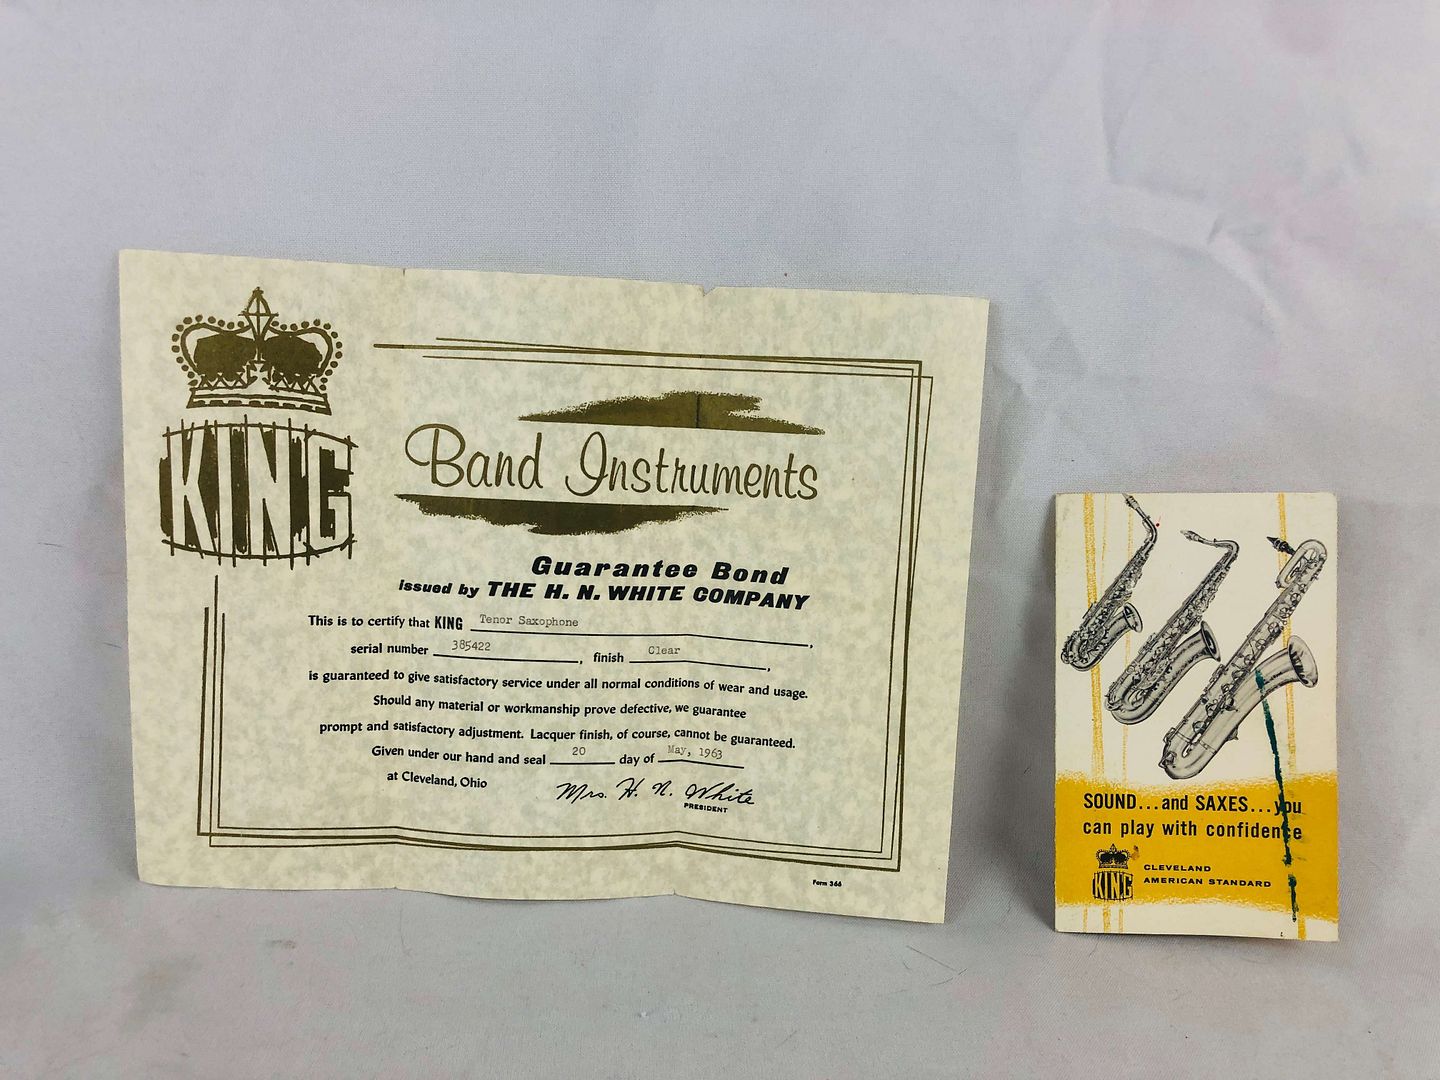 KING
Band Instruments
Guarantee Bond
issued by THE H. N. WHITE COMPANY
This is to certify that KING Tenor Saxophone,
serial number 385422, finish Clear,
is guaranteed to give satisfactory service under all normal conditions of wear and usage.
Should any material or workmanship prove defective, we guarantee
prompt and satisfactory adjustment. Lacquer finish, of course, cannot be guaranteed.
Given under our hand and seal 20 day of May, 1963
at Cleveland, Ohio
Mrs. H. N. White
PRESIDENT
Form 366
SOUND...and SAXES...you
can play with confidence
KING
CLEVELAND
AMERICAN STANDARD